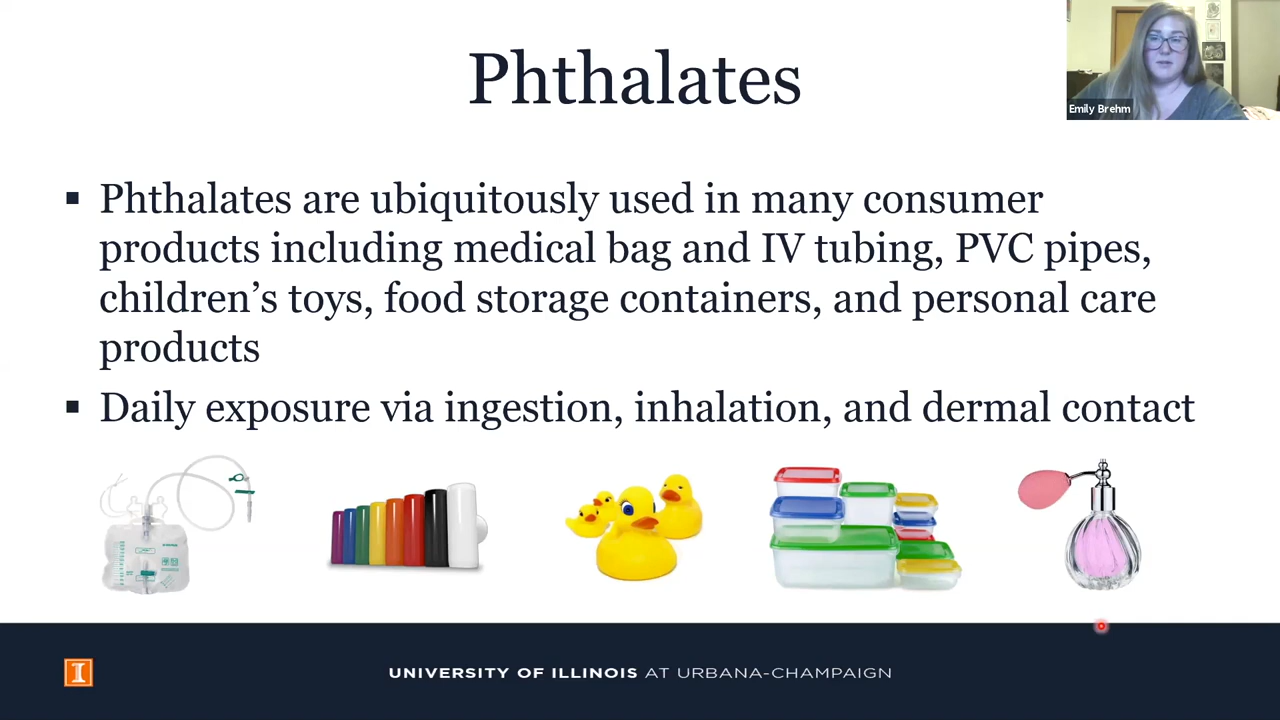 Phthalates
Emily Brehm
▪ Phthalates are ubiquitously used in many consumer
products including medical bag and IV tubing, PVC pipes,
children’s toys, food storage containers, and personal care
products
▪ Daily exposure via ingestion, inhalation, and dermal contact
I
UNIVERSITY OF ILLINOIS AT URBANA-CHAMPAIGN